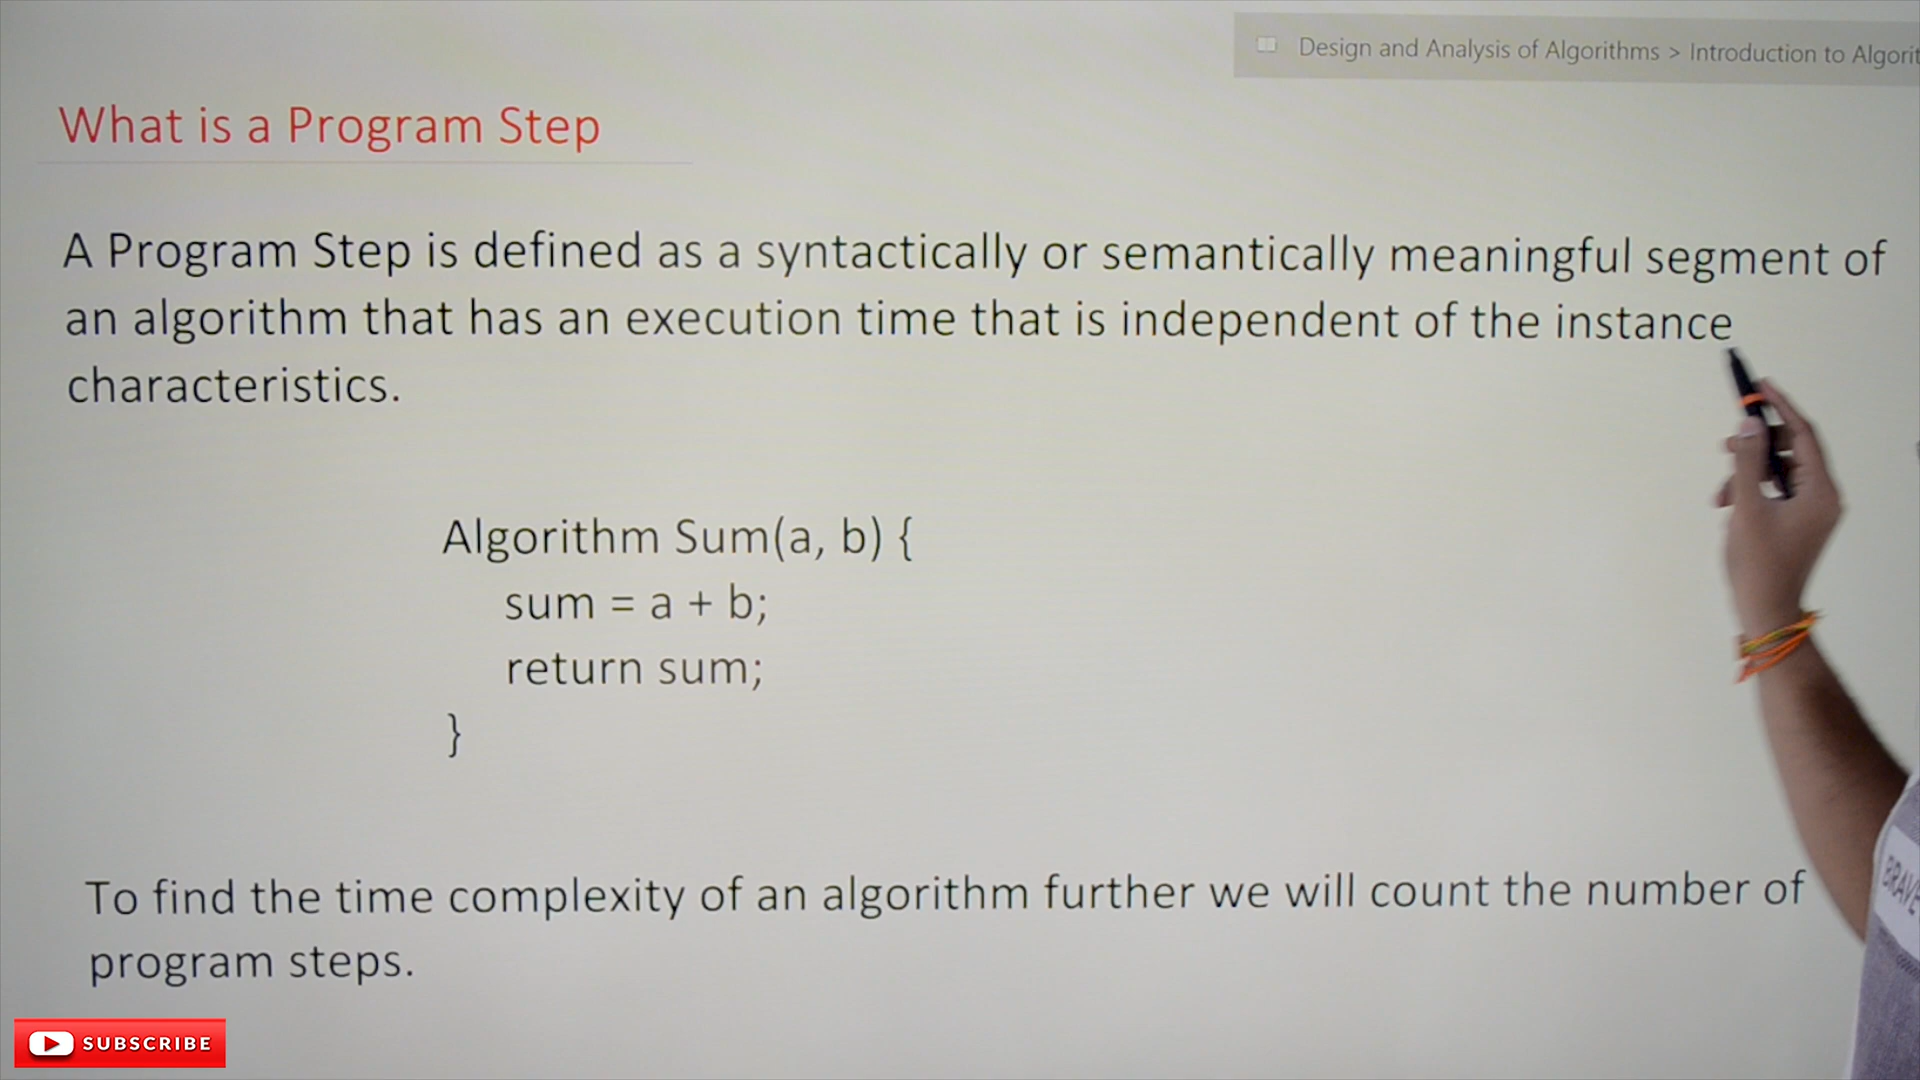 Design and Analysis of Algorithms > Introduction to Algorit
What is a Program Step
A Program Step is defined as a syntactically or semantically meaningful segment of
an algorithm that has an execution time that is independent of the instance
characteristics.
Algorithm Sum(a, b) {
sum = a + b;
return sum;
}
To find the time complexity of an algorithm further we will count the number of
program steps.
BRAVE
SUBSCRIBE